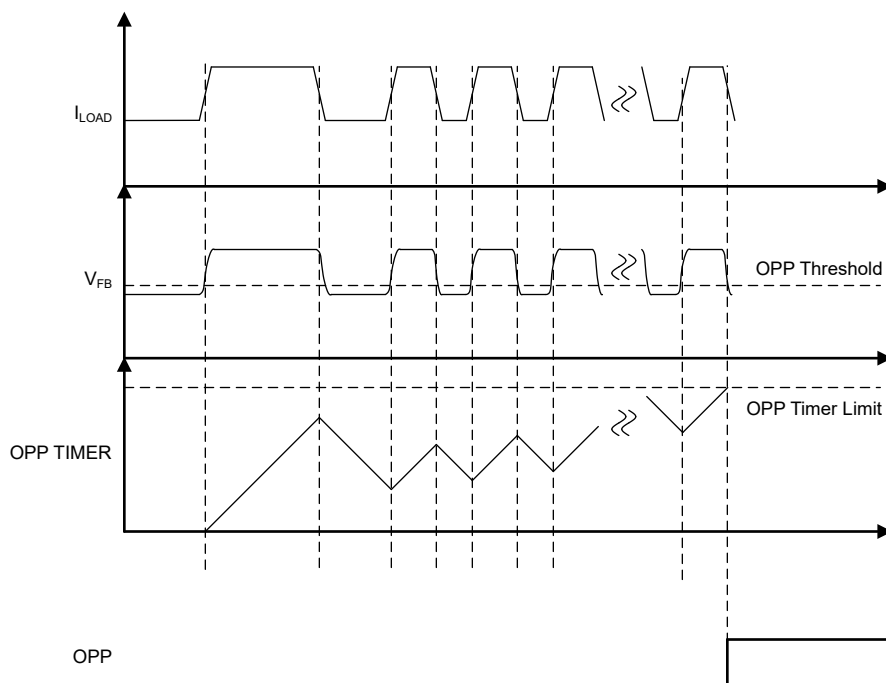 I_LOAD
V_FB
OPP Threshold
OPP Timer Limit
OPP TIMER
OPP